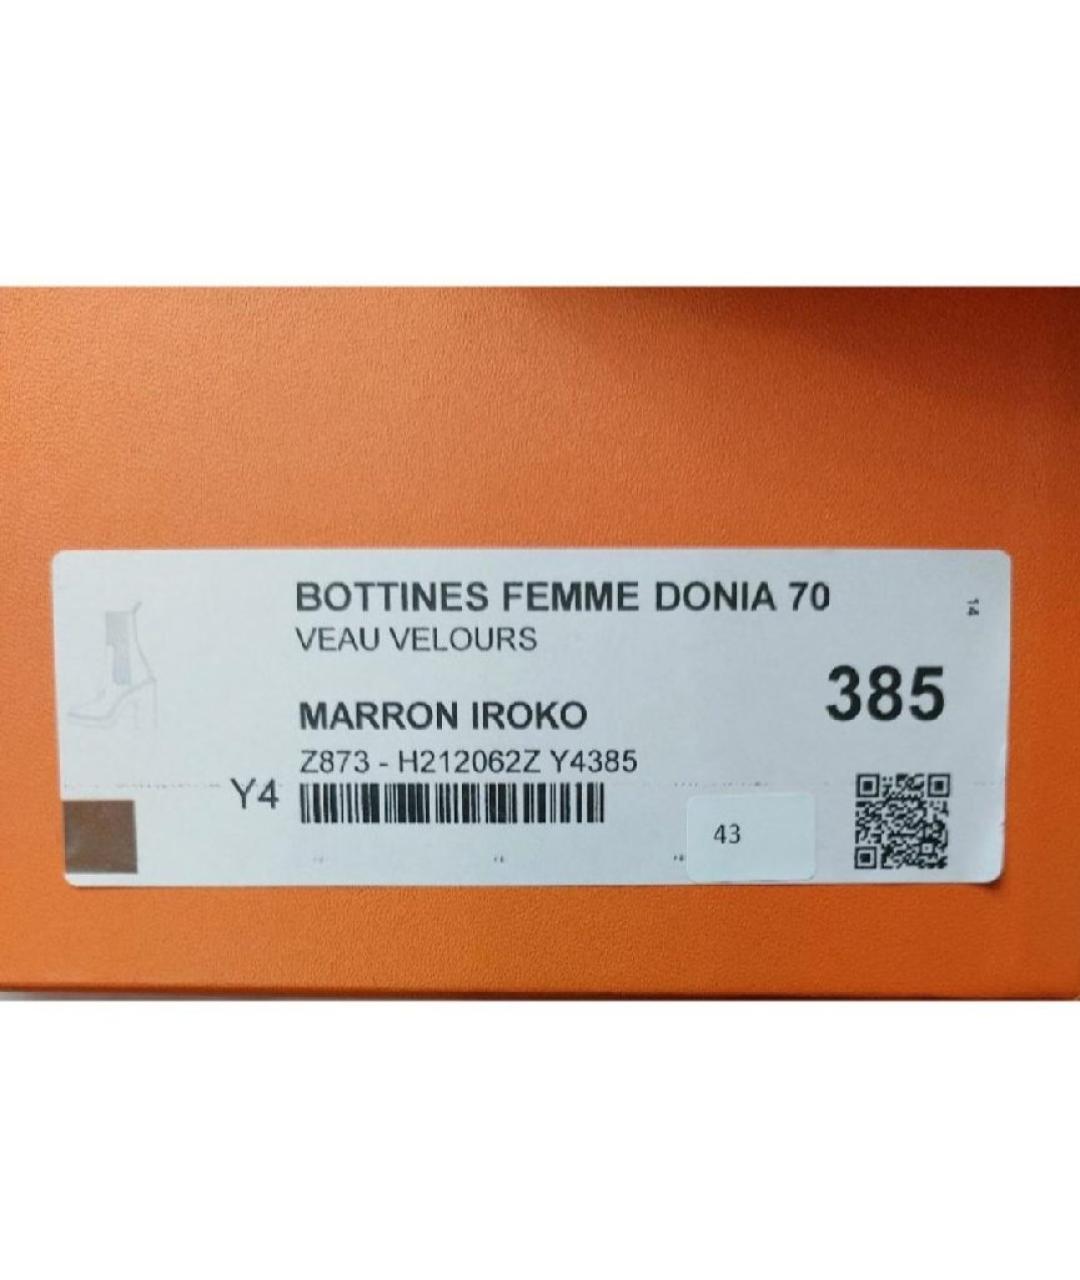 BOTTINES FEMME DONIA 70
VEAU VELOURS
14
385
MARRON IROKO
Z873 - H212062Z Y4385
Y4
43